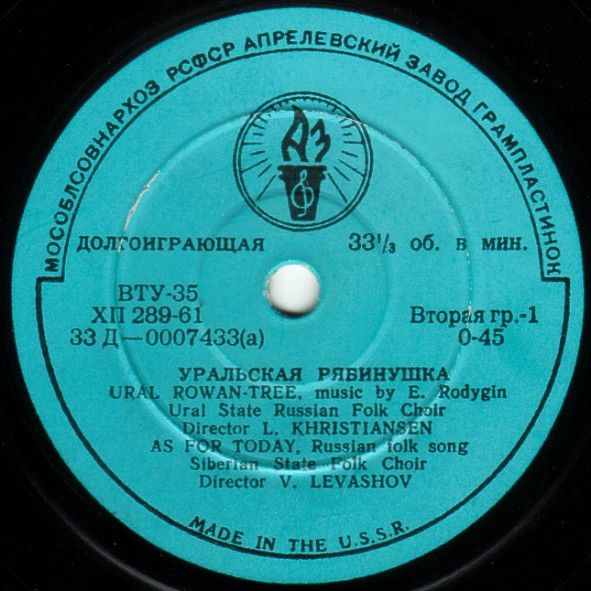 МОСОБЛСОВНАРХОЗ РСФСР АПРЕЛЕВСКИЙ ЗАВОД ГРАМПЛАСТИНОК
АЗ
ДОЛГОИГРАЮЩАЯ 33⅓ об. в мин.
ВТУ-35
ХП 289-61 Вторая гр.-1
33 Д—0007433(а) 0-45
УРАЛЬСКАЯ РЯБИНУШКА
URAL ROWAN-TREE, music by E. Rodygin
Ural State Russian Folk Choir
Director L. KHRISTIANSEN
AS FOR TODAY, Russian folk song
Siberian State Folk Choir
Director V. LEVASHOV
MADE IN THE U.S.S.R.